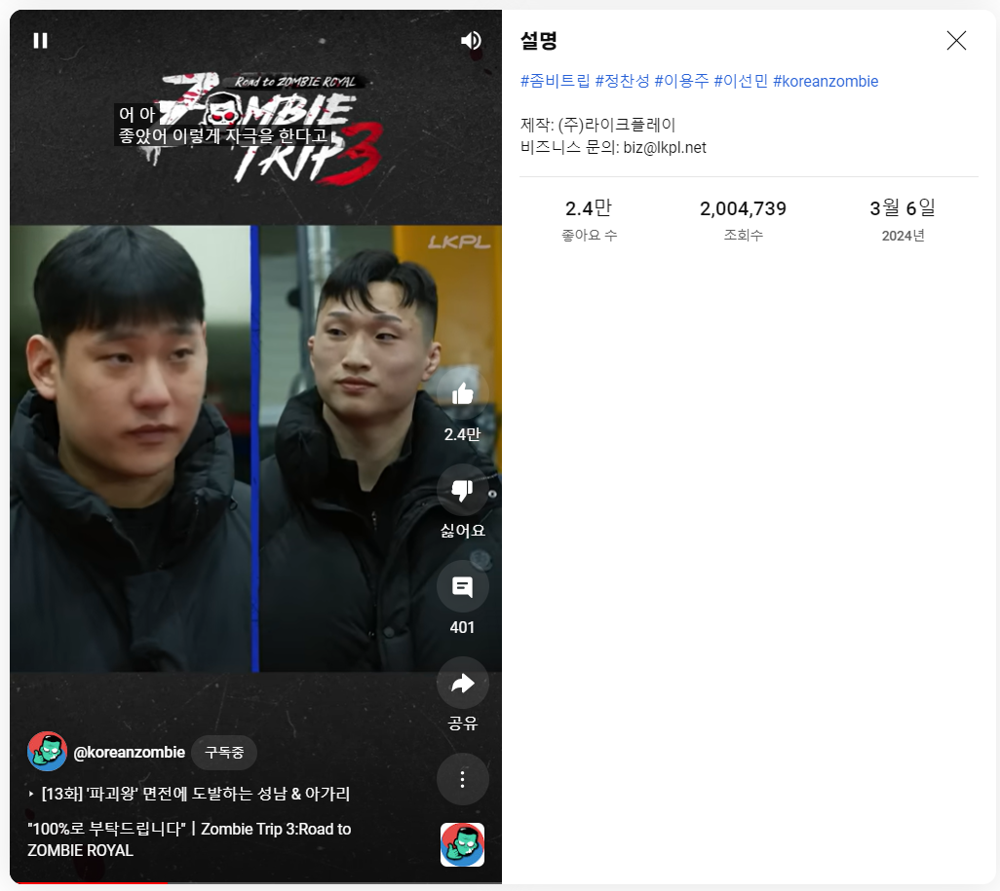 Road to ZOMBIE ROYAL
ZOMBIE
TRIP 3
어 아
좋았어 이렇게 자극을 한다고
LKPL
2.4만
싫어요
401
공유
@koreanzombie
구독중
‣ [13화] '파괴왕' 면전에 도발하는 성남 & 아가리
"100%로 부탁드립니다"ㅣZombie Trip 3:Road to
ZOMBIE ROYAL
설명
#좀비트립 #정찬성 #이용주 #이선민 #koreanzombie
제작: (주)라이크플레이
비즈니스 문의: biz@lkpl.net
2.4만 2,004,739 3월 6일
좋아요 수 조회수 2024년